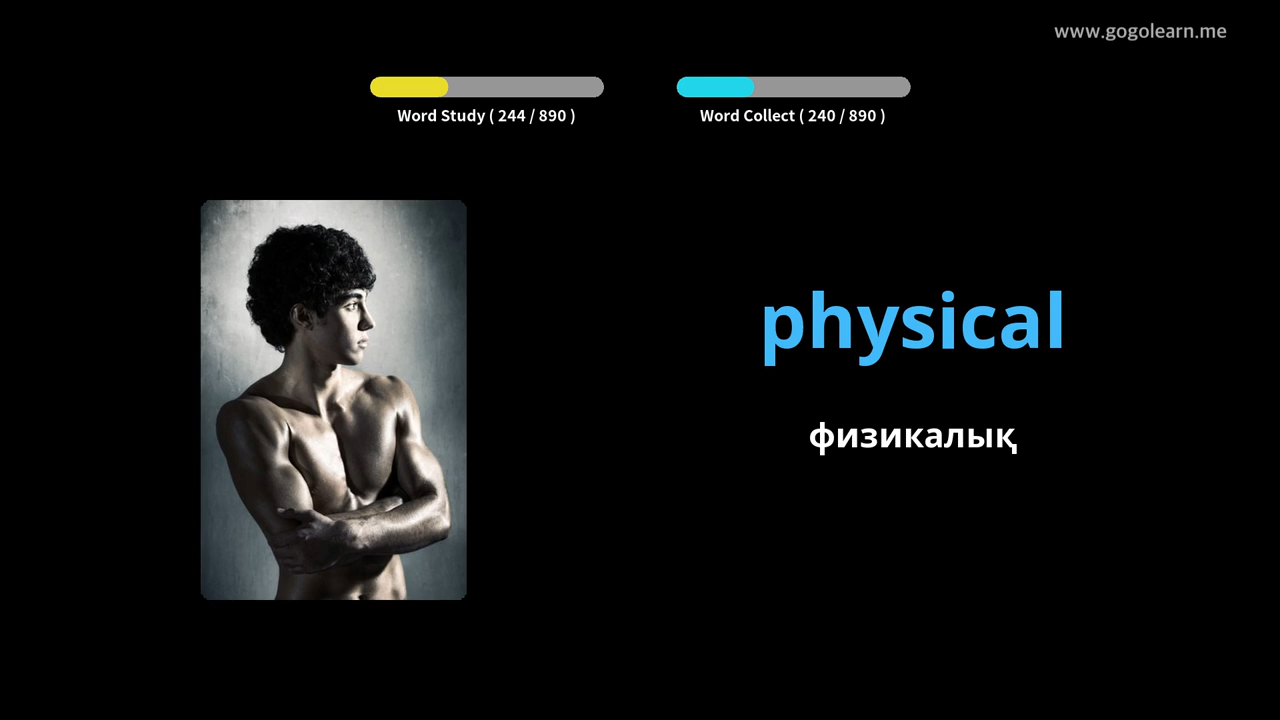 www.gogolearn.me
Word Study ( 244 / 890 )
Word Collect ( 240 / 890 )
physical
физикалық